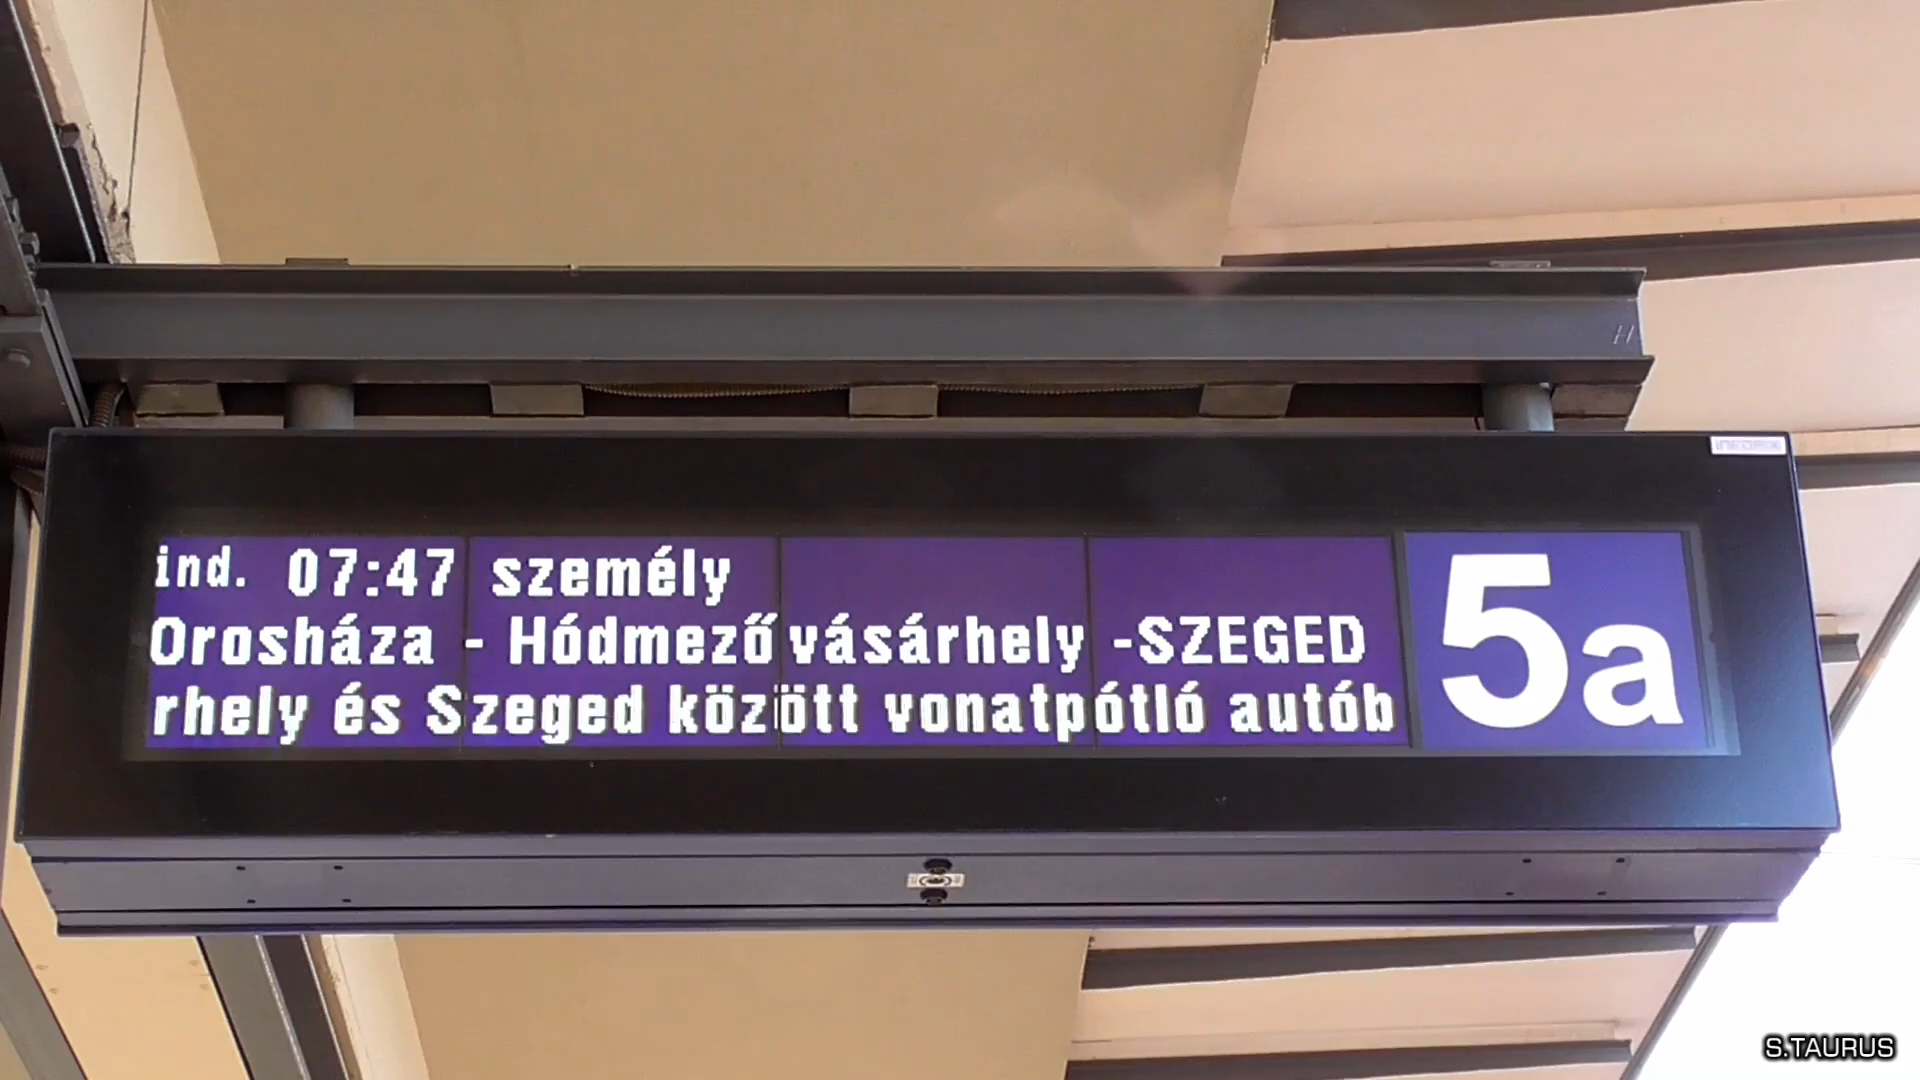 ind. 07:47 személy
Orosháza - Hódmezővásárhely -SZEGED
rhely és Szeged között vonatpótló autób
5a
S.TAURUS